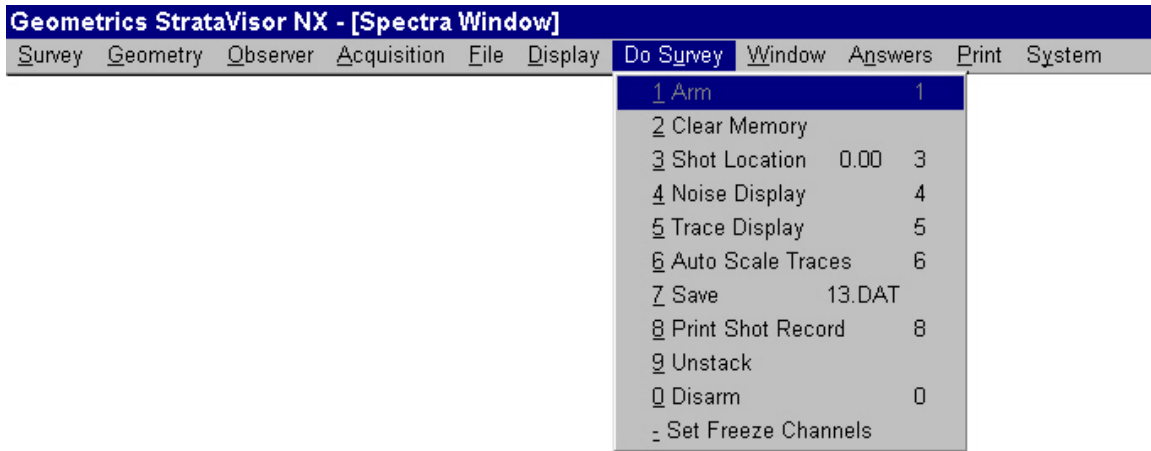 Geometrics StrataVisor NX - [Spectra Window]
Survey Geometry Observer Acquisition File Display Do Survey Window Answers Print System
1 Arm 1
2 Clear Memory
3 Shot Location 0.00 3
4 Noise Display 4
5 Trace Display 5
6 Auto Scale Traces 6
7 Save 13.DAT
8 Print Shot Record 8
9 Unstack
0 Disarm 0
- Set Freeze Channels